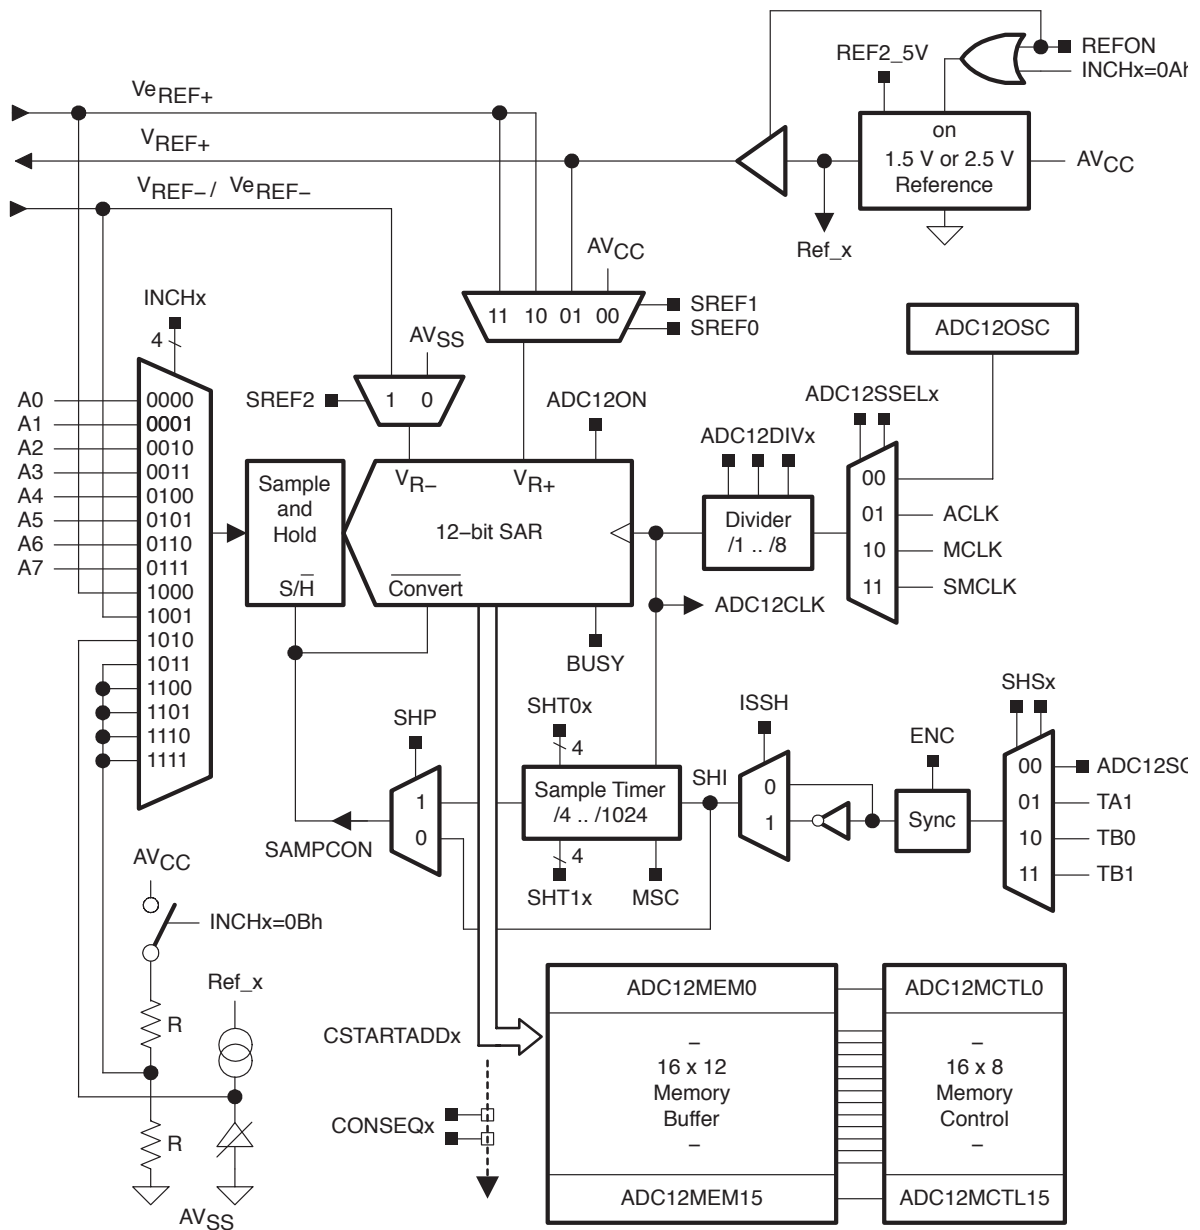 REFON
INCHx=0Ah
REF2_5V
VeREF+
VREF+
VREF– / VeREF–
on
1.5 V or 2.5 V
Reference
AVCC
Ref_x
AVCC
INCHx
4
11 10 01 00
SREF1
SREF0
ADC12OSC
AVSS
SREF2
1 0
ADC12ON
ADC12SSELx
ADC12DIVx
A0
A1
A2
A3
A4
A5
A6
A7
0000
0001
0010
0011
0100
0101
0110
0111
1000
1001
1010
1011
1100
1101
1110
1111
Sample
and
Hold
S/H
VR–
VR+
12–bit SAR
Convert
Divider
/1 .. /8
00
01
10
11
ACLK
MCLK
SMCLK
ADC12CLK
BUSY
SHP
SHT0x
4
ISSH
ENC
SHSx
1
0
SAMPCON
Sample Timer
/4 .. /1024
SHI
0
1
Sync
00
01
10
11
ADC12SC
TA1
TB0
TB1
4
SHT1x
MSC
AVCC
INCHx=0Bh
Ref_x
R
R
AVSS
CSTARTADDx
CONSEQx
ADC12MEM0
–
16 x 12
Memory
Buffer
–
ADC12MEM15
ADC12MCTL0
–
16 x 8
Memory
Control
–
ADC12MCTL15